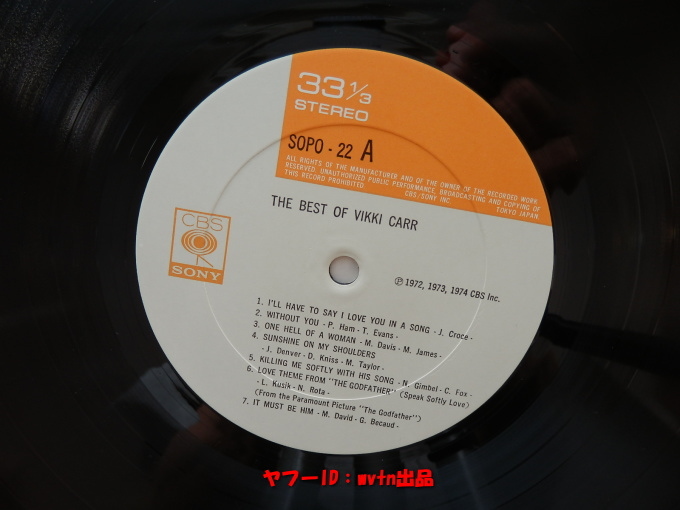 33 1/3
STEREO
SOPO - 22 A
ALL RIGHTS OF THE MANUFACTURER AND OF THE OWNER OF THE RECORDED WORK
RESERVED. UNAUTHORIZED PUBLIC PERFORMANCE, BROADCASTING AND COPYING OF
THIS RECORD PROHIBITED CBS/SONY INC. TOKYO JAPAN
THE BEST OF VIKKI CARR
CBS
SONY
℗ 1972, 1973, 1974 CBS Inc.
1. I'LL HAVE TO SAY I LOVE YOU IN A SONG - J. Croce -
2. WITHOUT YOU - P. Ham - T. Evans -
3. ONE HELL OF A WOMAN - M. Davis - M. James -
4. SUNSHINE ON MY SHOULDERS
- J. Denver - D. Kniss - M. Taylor -
5. KILLING ME SOFTLY WITH HIS SONG - N. Gimbel - C. Fox -
6. LOVE THEME FROM "THE GODFATHER" (Speak Softly Love)
- L. Kusik - N. Rota -
(From the Paramount Picture "The Godfather")
7. IT MUST BE HIM - M. David - G. Becaud -
ヤフーID：mvtn出品